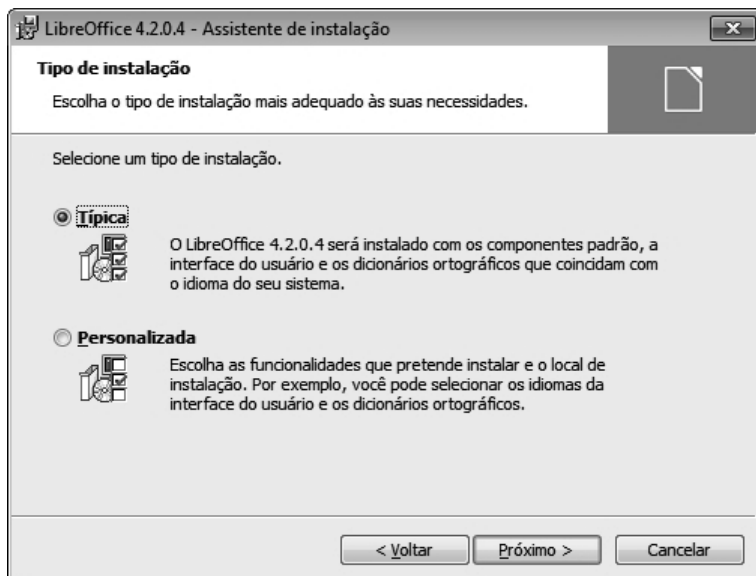 LibreOffice 4.2.0.4 - Assistente de instalação
Tipo de instalação
Escolha o tipo de instalação mais adequado às suas necessidades.
Selecione um tipo de instalação.
Típica
O LibreOffice 4.2.0.4 será instalado com os componentes padrão, a
interface do usuário e os dicionários ortográficos que coincidam com
o idioma do seu sistema.
Personalizada
Escolha as funcionalidades que pretende instalar e o local de
instalação. Por exemplo, você pode selecionar os idiomas da
interface do usuário e os dicionários ortográficos.
< Voltar
Próximo >
Cancelar